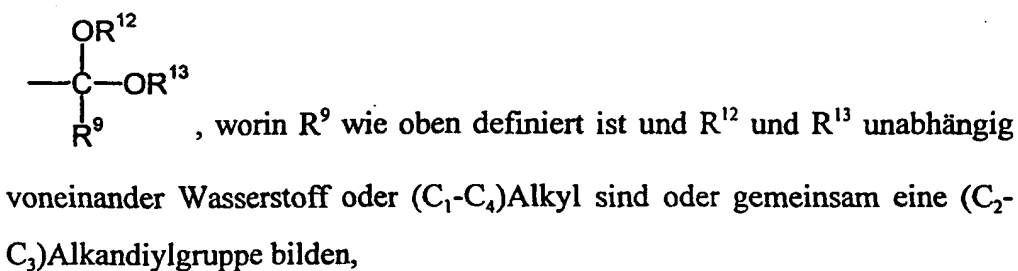 OR¹²
—C—OR¹³
R⁹ , worin R⁹ wie oben definiert ist und R¹² und R¹³ unabhängig
voneinander Wasserstoff oder (C₁-C₄)Alkyl sind oder gemeinsam eine (C₂-
C₃)Alkandiylgruppe bilden,